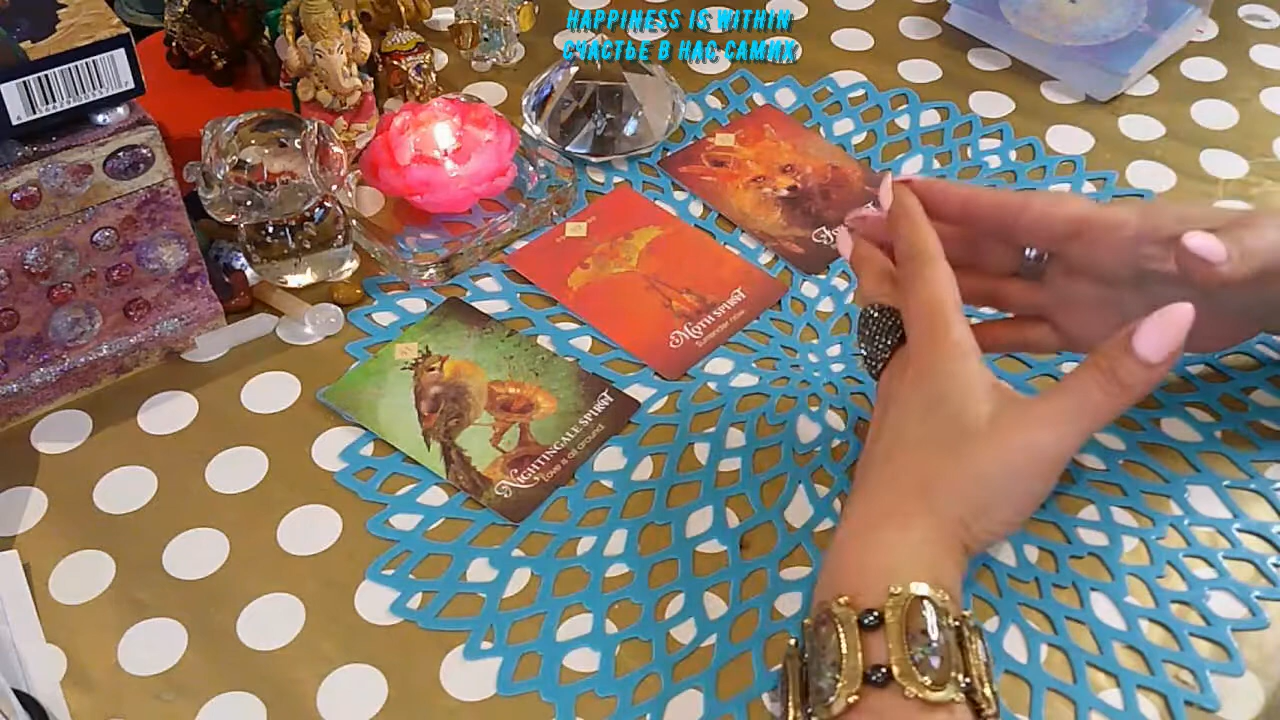 HAPPINESS IS WITHIN
СЧАСТЬЕ В НАС САМИХ
MOTH SPIRIT
Surrender now.
NIGHTINGALE SPIRIT
Love is all around.